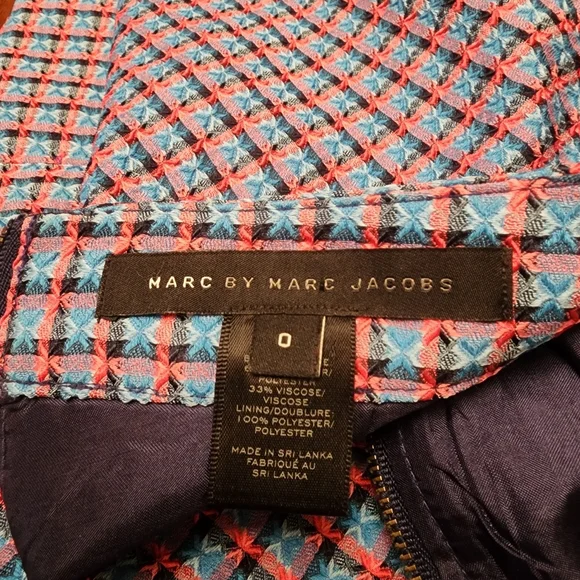 MARC BY MARC JACOBS
0
POLYESTER
33% VISCOSE/
VISCOSE
LINING/DOUBLURE:
100% POLYESTER/
POLYESTER
MADE IN SRI LANKA
FABRIQUÉ AU
SRI LANKA